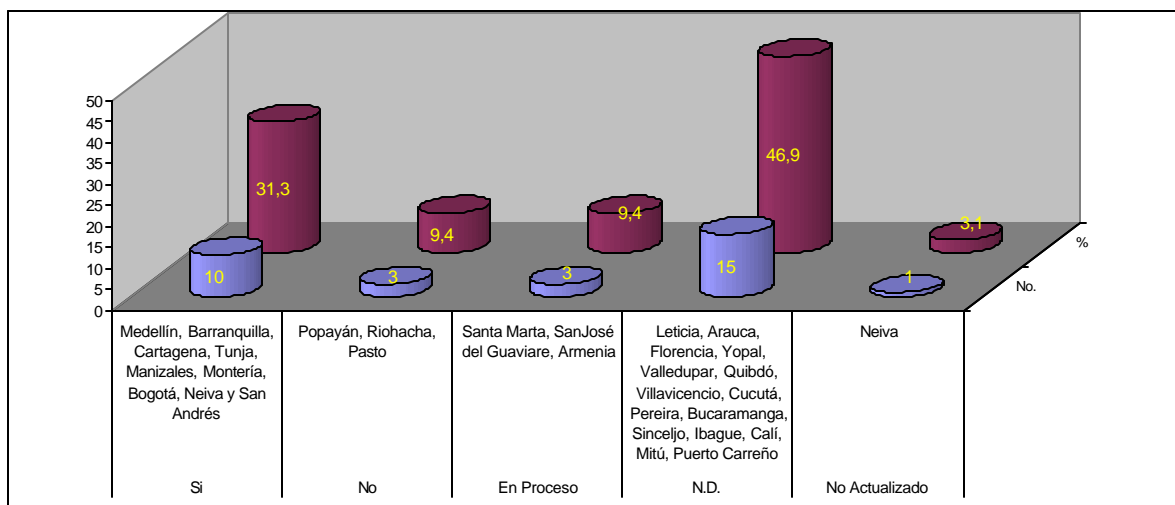 50
45
40
35
30
25
20
15
10
5
0
31,3
9,4
9,4
46,9
3,1
10
3
3
15
1
%
No.
Medellín, Barranquilla,
Cartagena, Tunja,
Manizales, Montería,
Bogotá, Neiva y San
Andrés
Popayán, Riohacha,
Pasto
Santa Marta, SanJosé
del Guaviare, Armenia
Leticia, Arauca,
Florencia, Yopal,
Valledupar, Quibdó,
Villavicencio, Cucutá,
Pereira, Bucaramanga,
Sinceljo, Ibague, Calí,
Mitú, Puerto Carreño
Neiva
Si
No
En Proceso
N.D.
No Actualizado